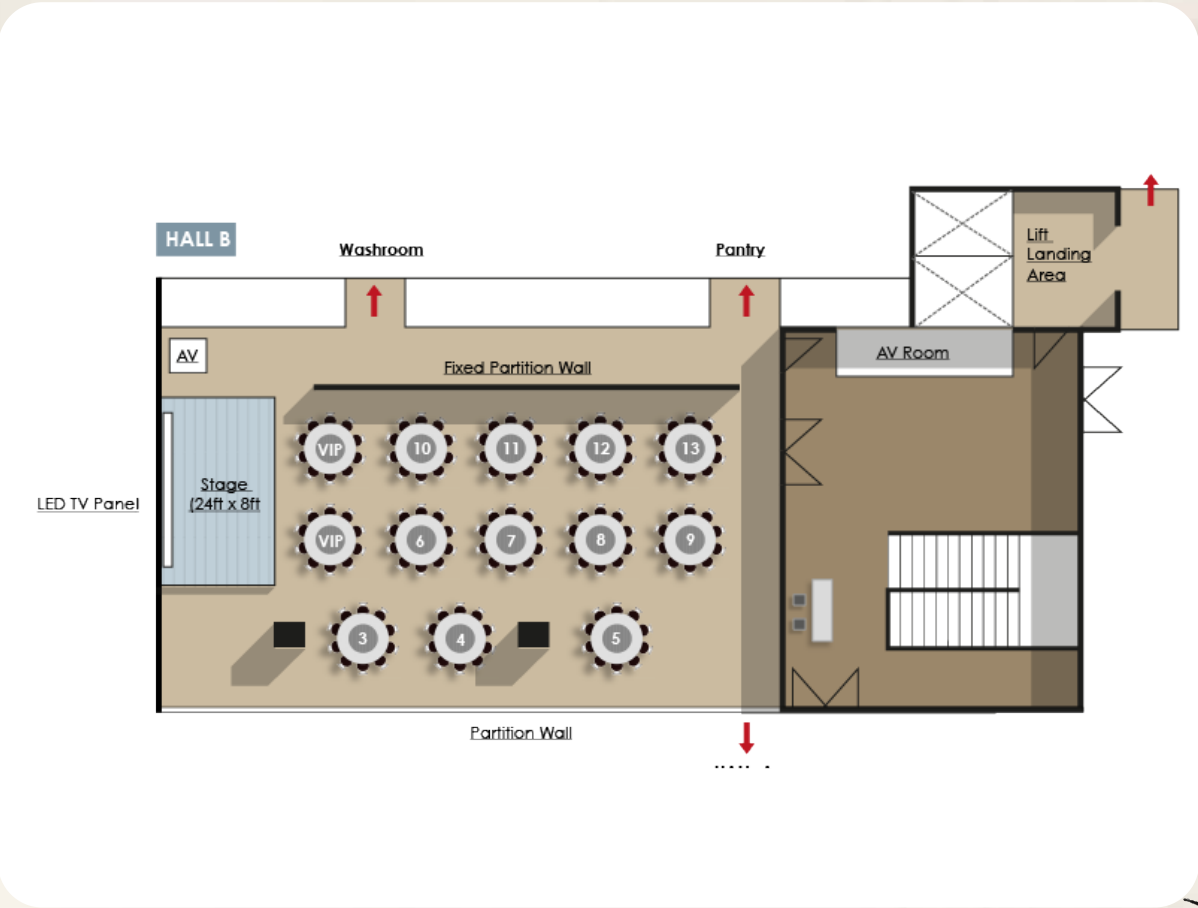 HALL B
Washroom
Pantry
Lift
Landing
Area
AV
Fixed Partition Wall
AV Room
VIP
10
11
12
13
LED TV Panel
Stage
(24ft x 8ft
VIP
6
7
8
9
3
4
5
Partition Wall